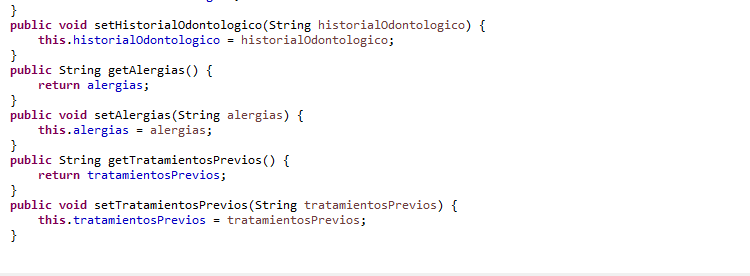 }
public void setHistorialOdontologico(String historialOdontologico) {
    this.historialOdontologico = historialOdontologico;
}
public String getAlergias() {
    return alergias;
}
public void setAlergias(String alergias) {
    this.alergias = alergias;
}
public String getTratamientosPrevios() {
    return tratamientosPrevios;
}
public void setTratamientosPrevios(String tratamientosPrevios) {
    this.tratamientosPrevios = tratamientosPrevios;
}